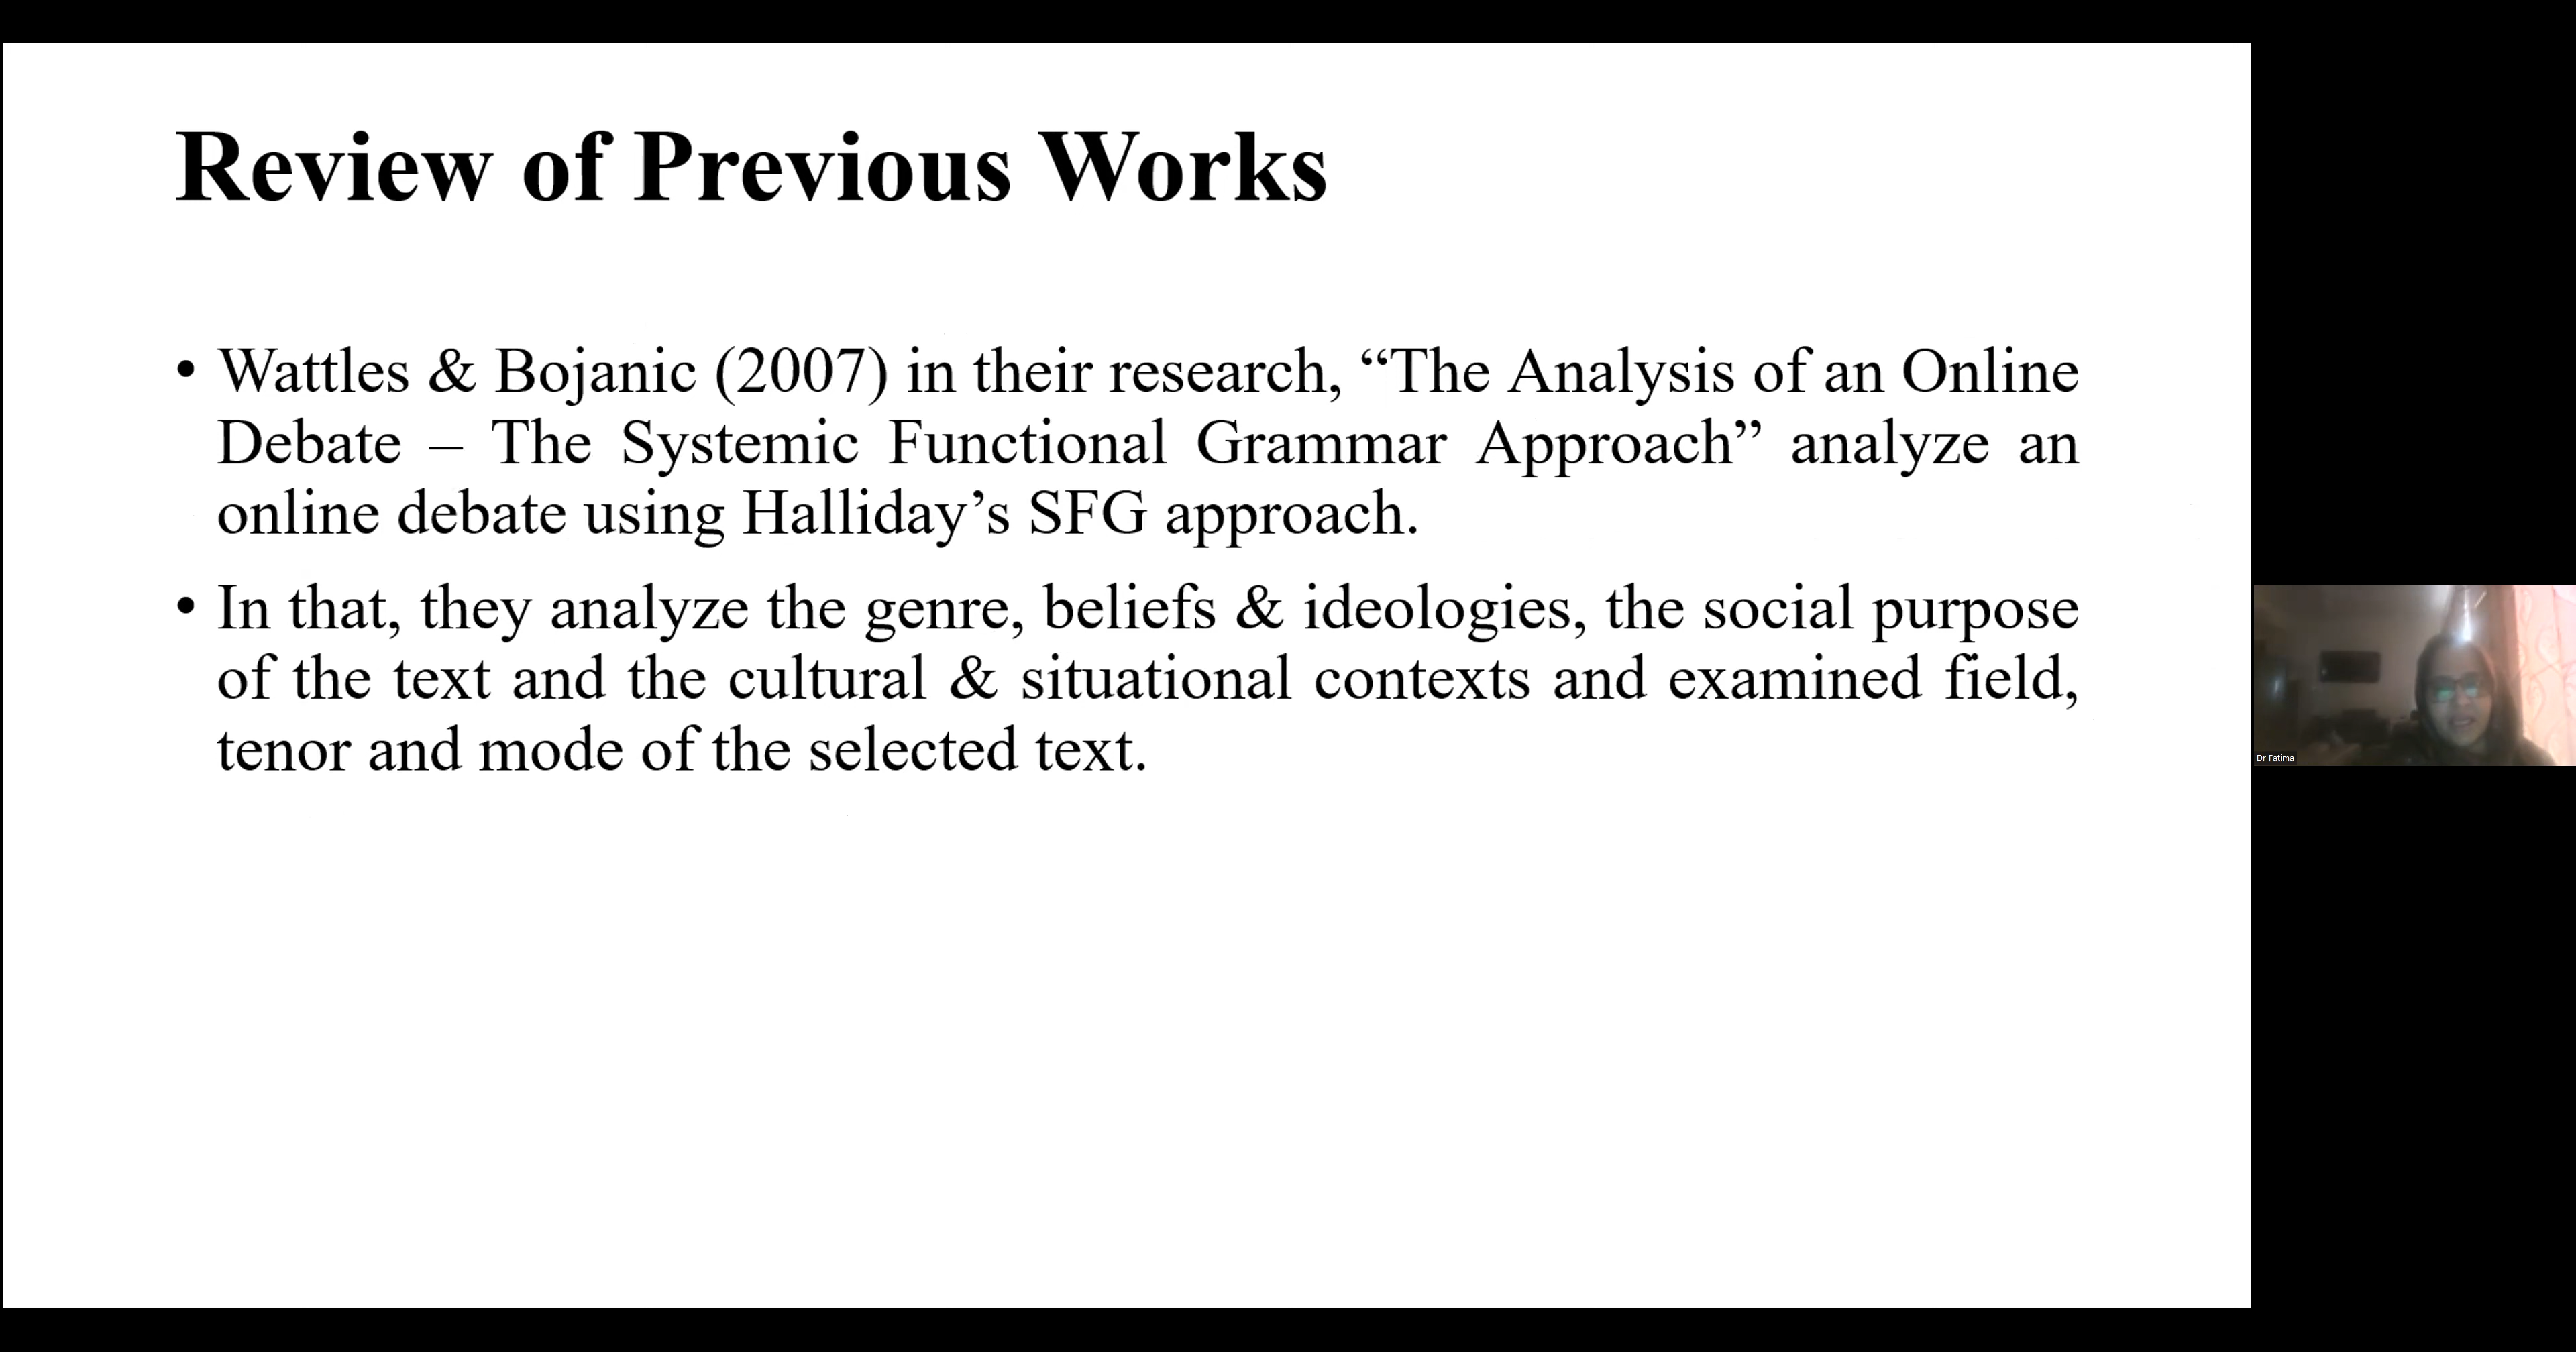 Review of Previous Works
• Wattles & Bojanic (2007) in their research, “The Analysis of an Online
Debate – The Systemic Functional Grammar Approach” analyze an
online debate using Halliday’s SFG approach.
• In that, they analyze the genre, beliefs & ideologies, the social purpose
of the text and the cultural & situational contexts and examined field,
tenor and mode of the selected text.
Dr Fatima